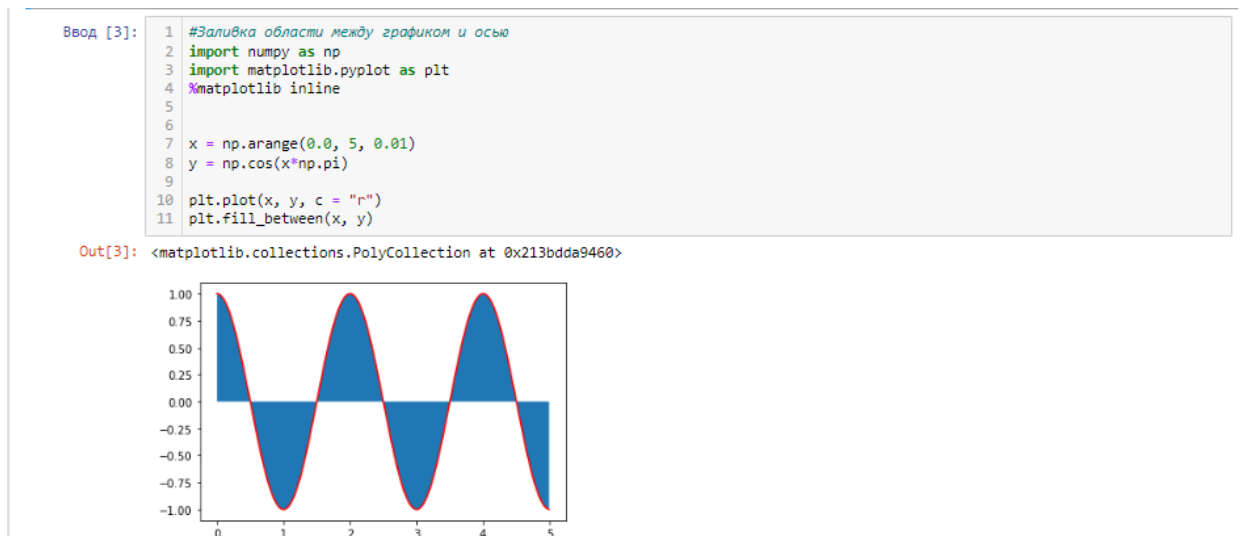 Ввод [3]:
1 #Заливка области между графиком и осью
2 import numpy as np
3 import matplotlib.pyplot as plt
4 %matplotlib inline
5
6
7 x = np.arange(0.0, 5, 0.01)
8 y = np.cos(x*np.pi)
9
10 plt.plot(x, y, c = "r")
11 plt.fill_between(x, y)
Out[3]: <matplotlib.collections.PolyCollection at 0x213bdda9460>
1.00
0.75
0.50
0.25
0.00
−0.25
−0.50
−0.75
−1.00
0 1 2 3 4 5